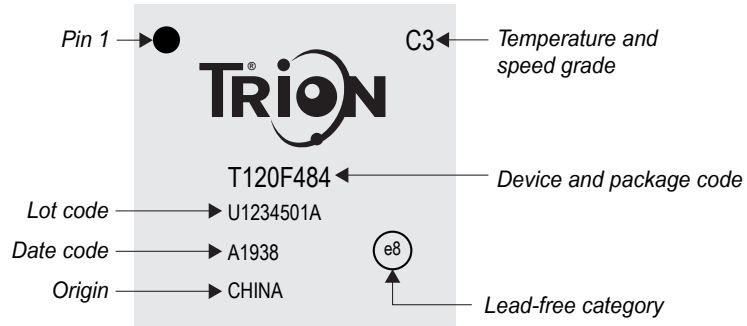 Pin 1
C3
Temperature and
speed grade
TRION®
T120F484
Device and package code
Lot code
U1234501A
Date code
A1938
e8
Origin
CHINA
Lead-free category